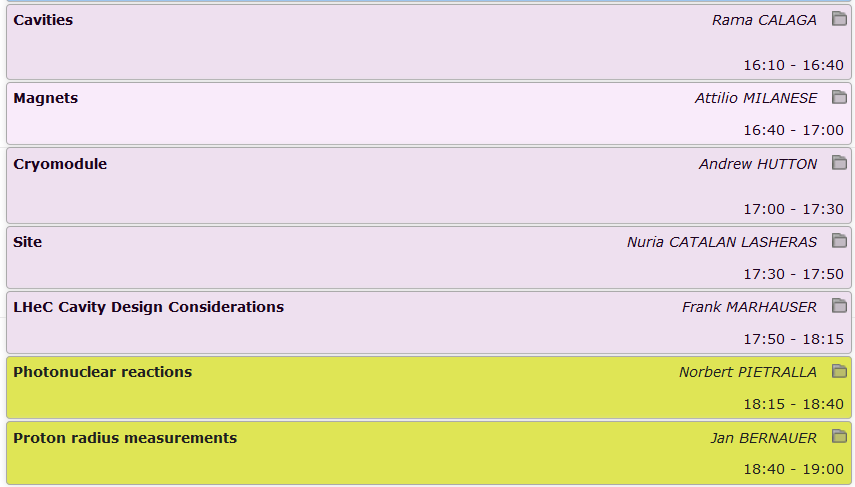 Cavities Rama CALAGA
16:10 - 16:40
Magnets Attilio MILANESE
16:40 - 17:00
Cryomodule Andrew HUTTON
17:00 - 17:30
Site Nuria CATALAN LASHERAS
17:30 - 17:50
LHeC Cavity Design Considerations Frank MARHAUSER
17:50 - 18:15
Photonuclear reactions Norbert PIETRALLA
18:15 - 18:40
Proton radius measurements Jan BERNAUER
18:40 - 19:00